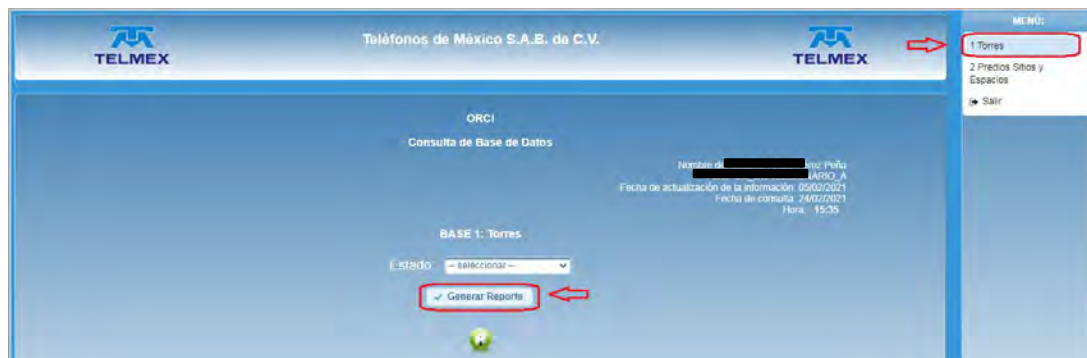 TELMEX
Teléfonos de México S.A.B. de C.V.
TELMEX
MENÚ:
1 Torres
2 Predios Sitios y
Espacios
Salir
ORCI
Consulta de Base de Datos
Nombre Peña
Fecha de actualización de la información: 05/02/2021
Fecha de consulta: 24/02/2021
Hora: 15:35
BASE 1: Torres
Estado: -- seleccionar --
Generar Reporte